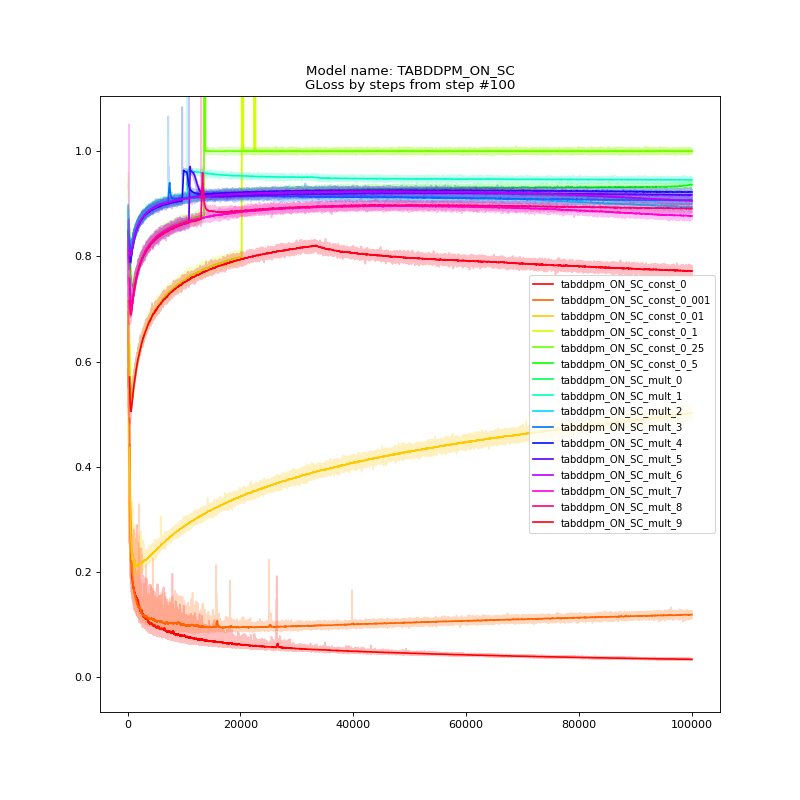 Model name: TABDDPM_ON_SC
GLoss by steps from step #100
1.0
0.8
0.6
0.4
0.2
0.0
tabddpm_ON_SC_const_0
tabddpm_ON_SC_const_0_001
tabddpm_ON_SC_const_0_01
tabddpm_ON_SC_const_0_1
tabddpm_ON_SC_const_0_25
tabddpm_ON_SC_const_0_5
tabddpm_ON_SC_mult_0
tabddpm_ON_SC_mult_1
tabddpm_ON_SC_mult_2
tabddpm_ON_SC_mult_3
tabddpm_ON_SC_mult_4
tabddpm_ON_SC_mult_5
tabddpm_ON_SC_mult_6
tabddpm_ON_SC_mult_7
tabddpm_ON_SC_mult_8
tabddpm_ON_SC_mult_9
0 20000 40000 60000 80000 100000